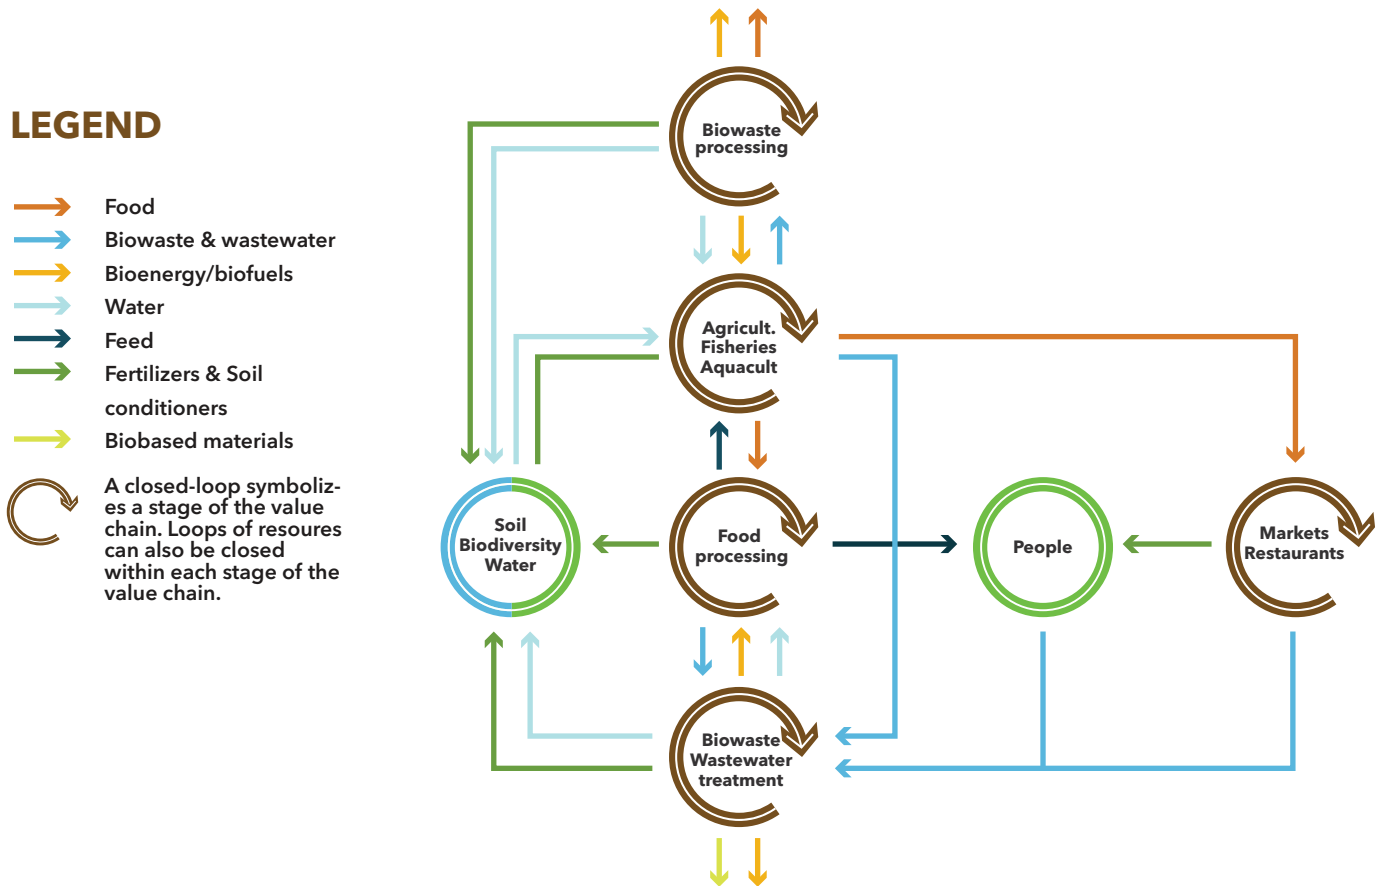 LEGEND
Food
Biowaste & wastewater
Bioenergy/biofuels
Water
Feed
Fertilizers & Soil
conditioners
Biobased materials
A closed-loop symboliz-
es a stage of the value
chain. Loops of resoures
can also be closed
within each stage of the
value chain.
Biowaste
processing
Agricult.
Fisheries
Aquacult
Soil
Biodiversity
Water
Food
processing
People
Markets
Restaurants
Biowaste
Wastewater
treatment